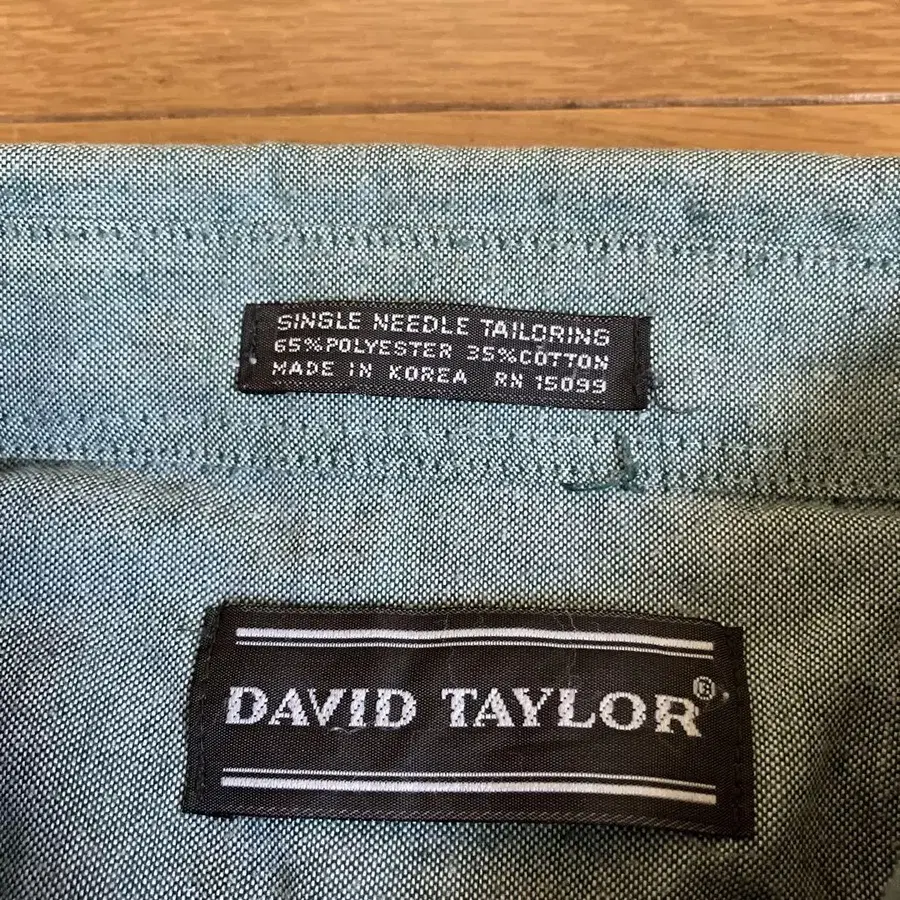 SINGLE NEEDLE TAILORING
65%POLYESTER 35%COTTON
MADE IN KOREA RN 15099
DAVID TAYLOR®